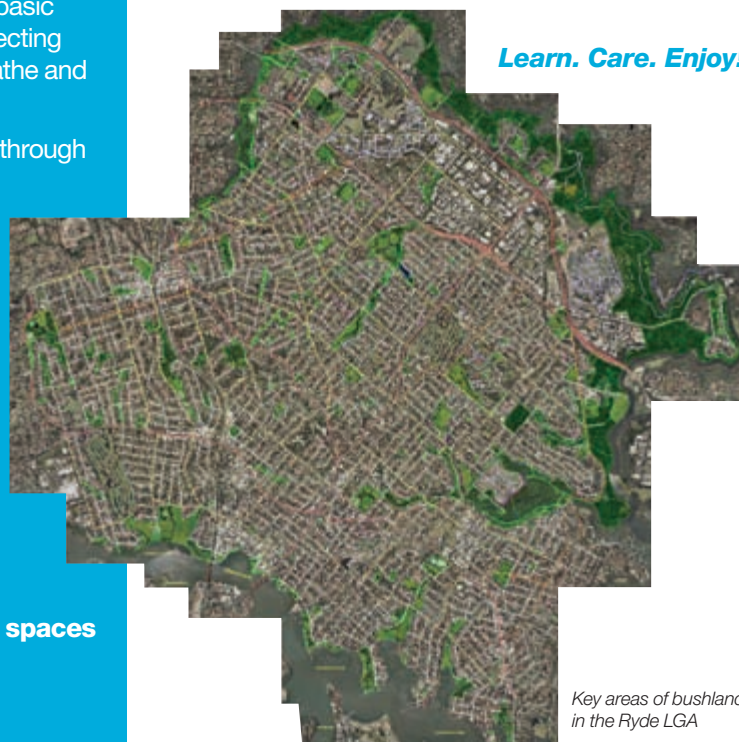 basic
ecting
athe and
through
spaces
Learn. Care. Enjoy.
Key areas of bushland
in the Ryde LGA